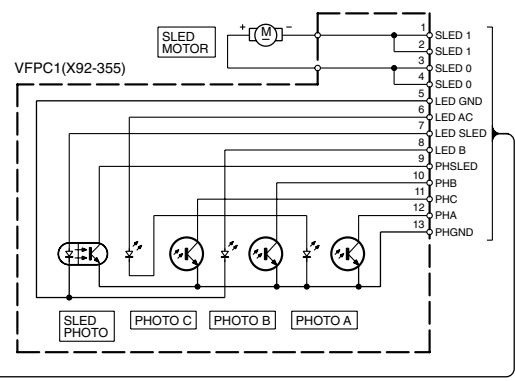 SLED
MOTOR
+ M −
VFPC1(X92-355)
1 SLED 1
2 SLED 1
3 SLED 0
4 SLED 0
5 LED GND
6 LED AC
7 LED SLED
8 LED B
9 PHSLED
10 PHB
11 PHC
12 PHA
13 PHGND
SLED
PHOTO
PHOTO C
PHOTO B
PHOTO A